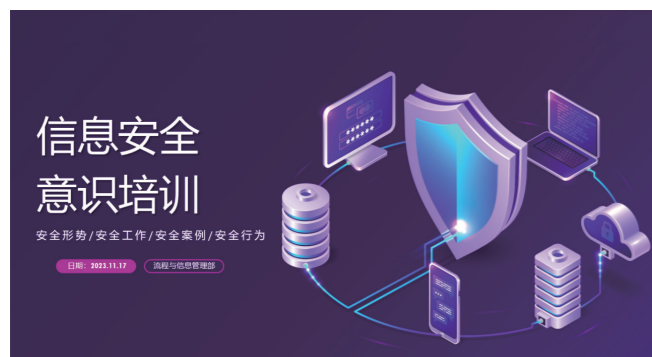 信息安全
意识培训
安全形势/安全工作/安全案例/安全行为
日期：2023.11.17
流程与信息管理部